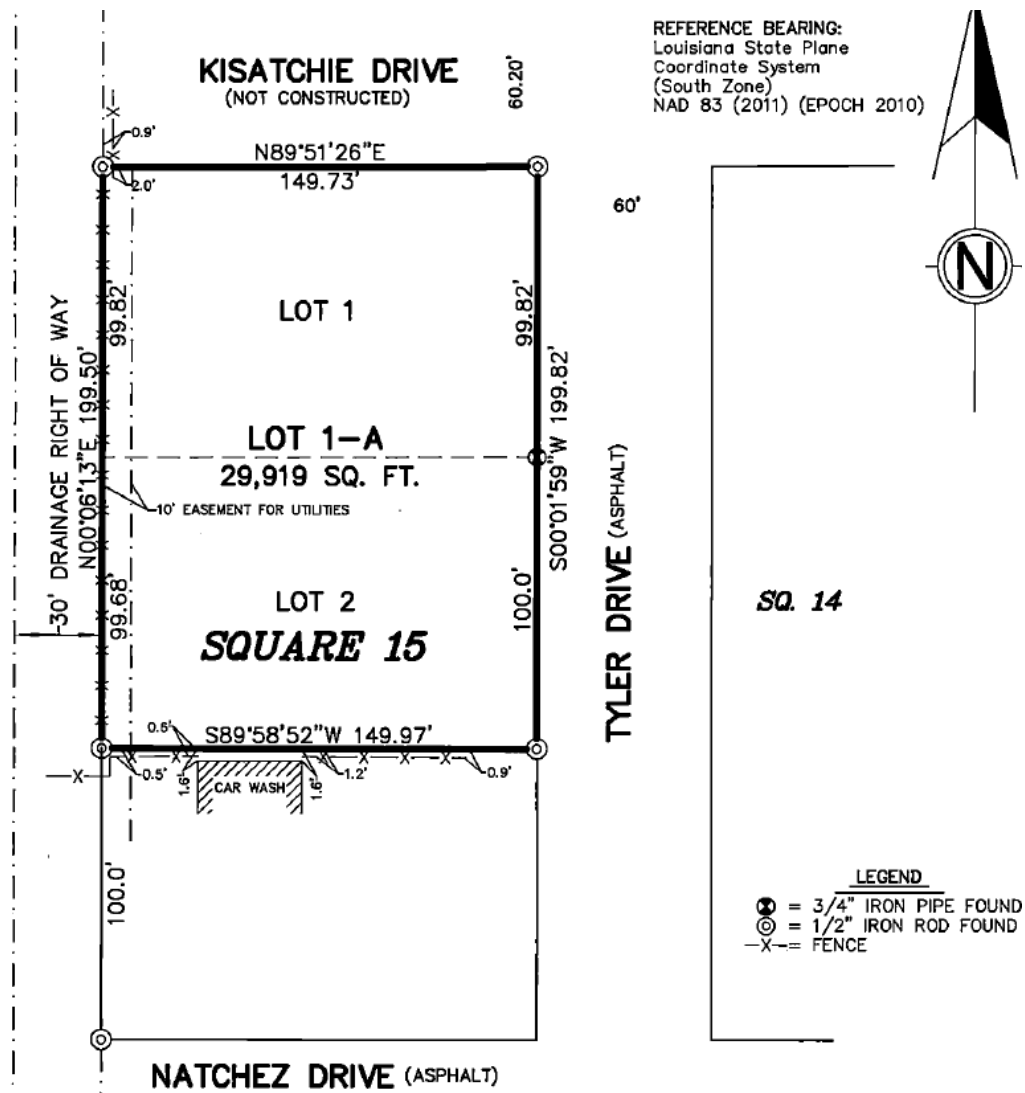 REFERENCE BEARING:
Louisiana State Plane
Coordinate System
(South Zone)
NAD 83 (2011) (EPOCH 2010)
KISATCHIE DRIVE
(NOT CONSTRUCTED)
60.20'
0.9'
N89°51'26"E
149.73'
2.0'
60'
N
LOT 1
99.82'
99.82'
30' DRAINAGE RIGHT OF WAY
N00°06'13"E 199.50'
S00°01'59"W 199.82'
LOT 1-A
29,919 SQ. FT.
10' EASEMENT FOR UTILITIES
TYLER DRIVE (ASPHALT)
99.68'
100.0'
LOT 2
SQUARE 15
SQ. 14
0.5'
S89°58'52"W 149.97'
0.5'
1.6'
CAR WASH
1.6'
1.2'
0.9'
X
100.0'
LEGEND
= 3/4" IRON PIPE FOUND
= 1/2" IRON ROD FOUND
-X-= FENCE
NATCHEZ DRIVE (ASPHALT)